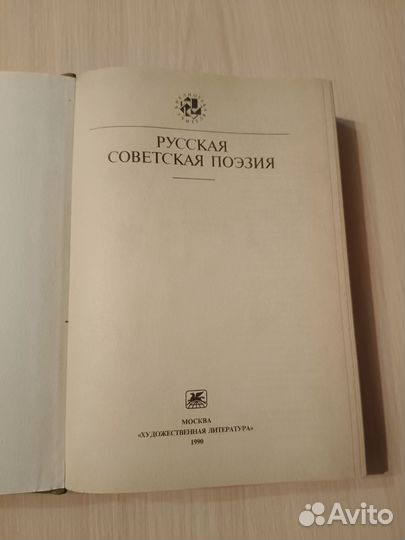 РУССКАЯ
СОВЕТСКАЯ ПОЭЗИЯ
МОСКВА
«ХУДОЖЕСТВЕННАЯ ЛИТЕРАТУРА»
1990
Avito